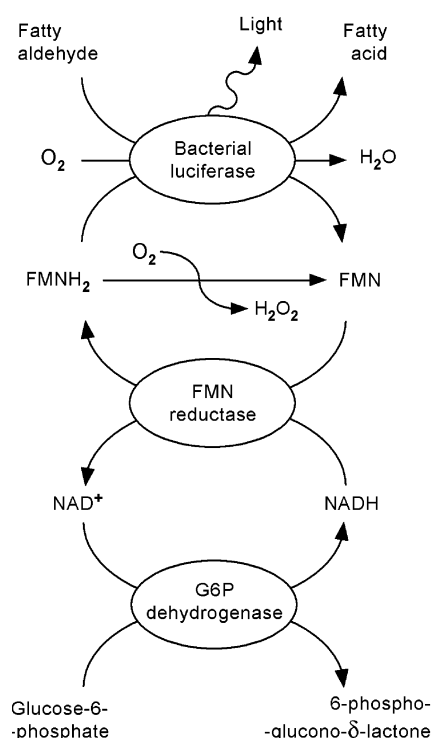 Light
Fatty
aldehyde
Fatty
acid
O₂
Bacterial
luciferase
H₂O
O₂
FMNH₂
FMN
H₂O₂
FMN
reductase
NAD⁺
NADH
G6P
dehydrogenase
Glucose-6-
-phosphate
6-phospho-
-glucono-δ-lactone